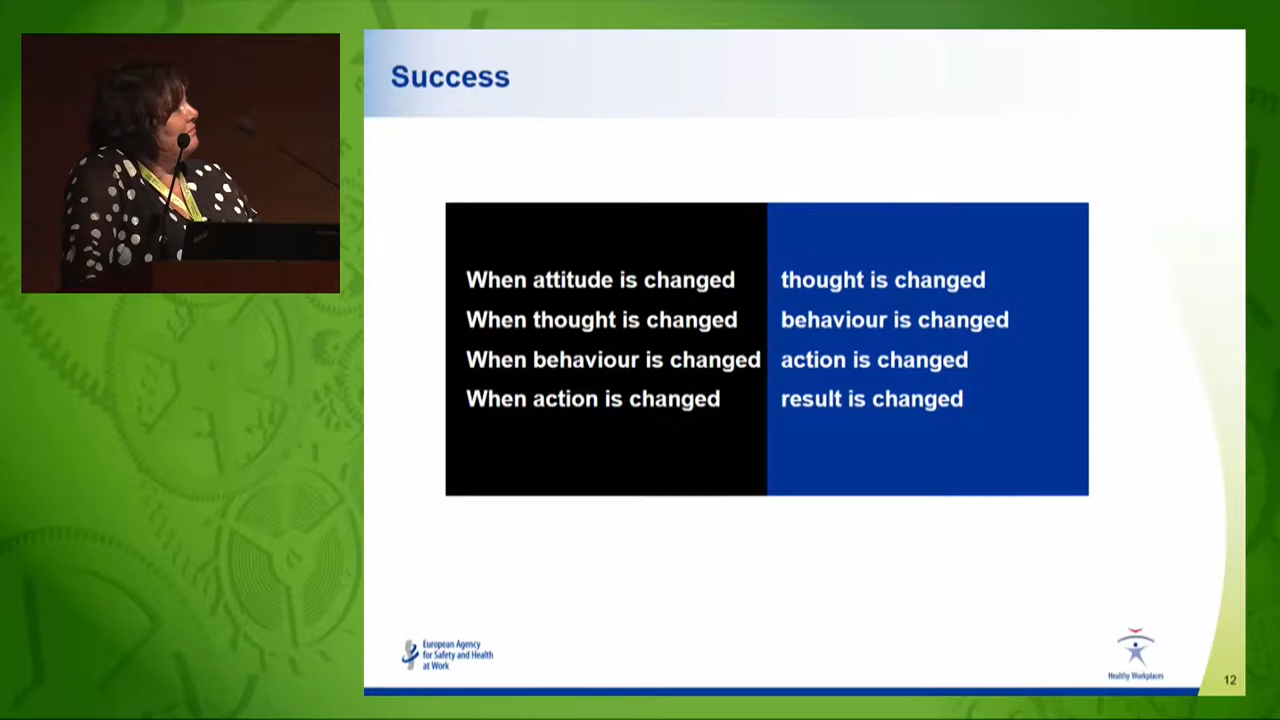 Success
When attitude is changed thought is changed
When thought is changed behaviour is changed
When behaviour is changed action is changed
When action is changed result is changed
European Agency
for Safety and Health
at Work
Healthy Workplaces
12